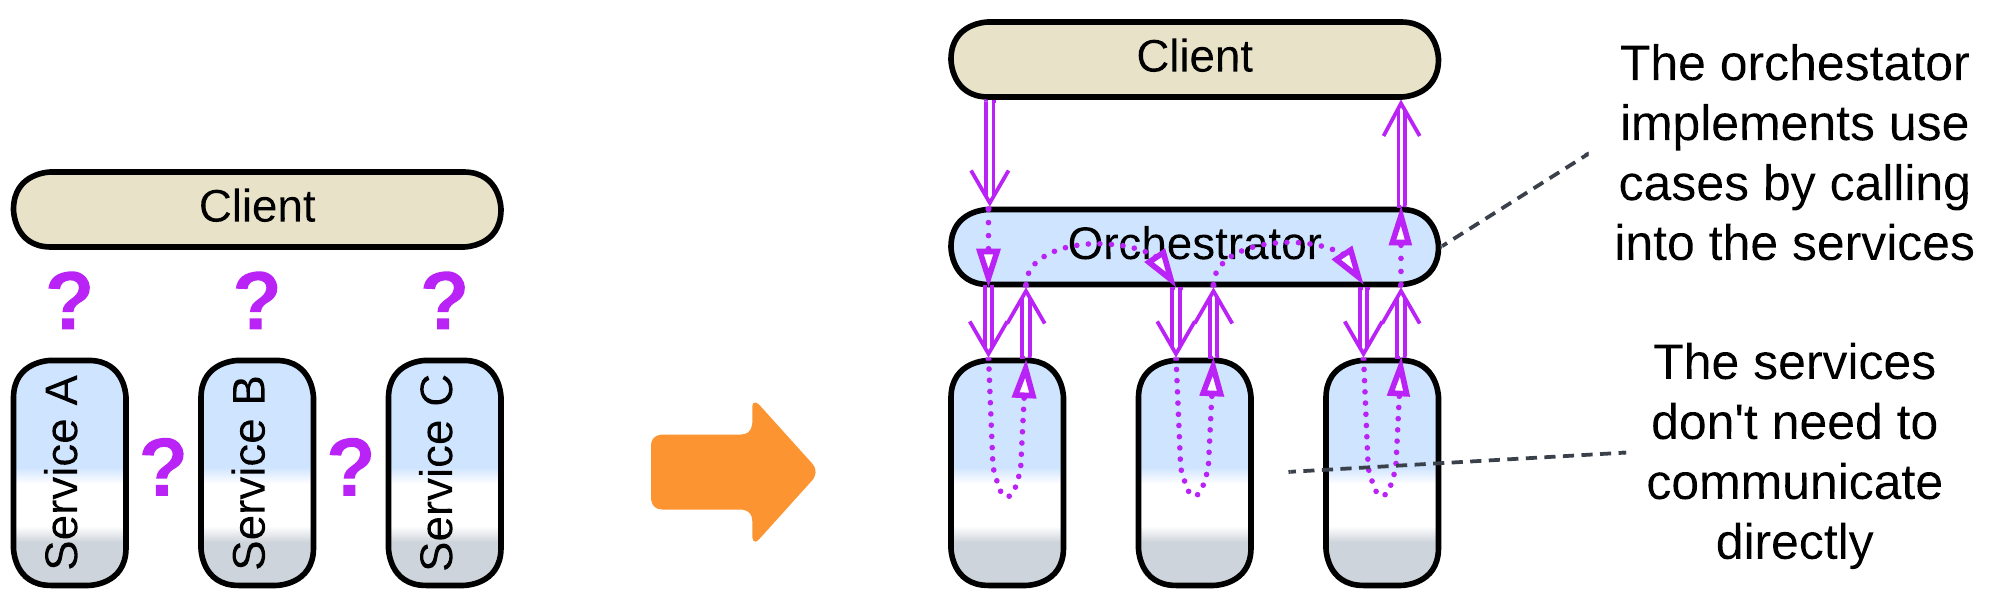 Client
?
?
?
Service A
?
Service B
?
Service C
Client
Orchestrator
The orchestator
implements use
cases by calling
into the services
The services
don't need to
communicate
directly